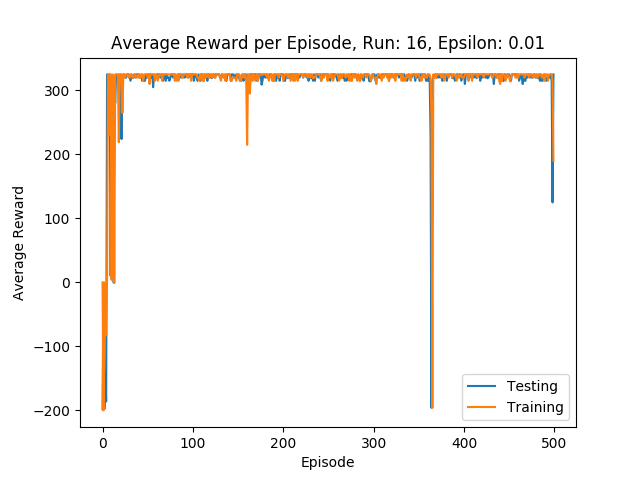 Average Reward per Episode, Run: 16, Epsilon: 0.01
Average Reward
300
200
100
0
−100
−200
0
100
200
300
400
500
Episode
Testing
Training